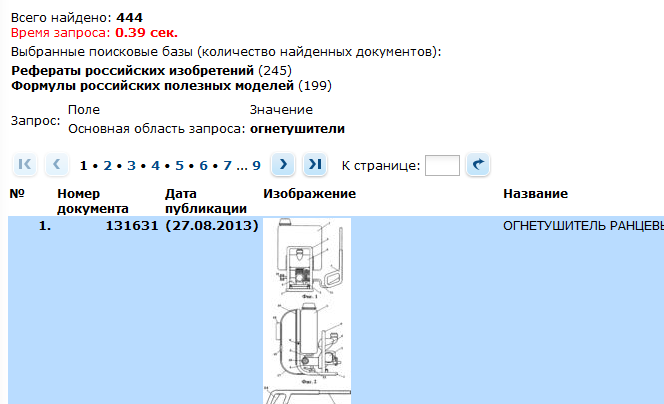 Всего найдено: 444
Время запроса: 0.39 сек.
Выбранные поисковые базы (количество найденных документов):
Рефераты российских изобретений (245)
Формулы российских полезных моделей (199)
Поле Значение
Запрос: Основная область запроса: огнетушители
1 • 2 • 3 • 4 • 5 • 6 • 7 ... 9 К странице:
№ Номер документа Дата публикации Изображение Название
1. 131631 (27.08.2013) ОГНЕТУШИТЕЛЬ РАНЦЕВЫ
Фиг. 1
Фиг. 2